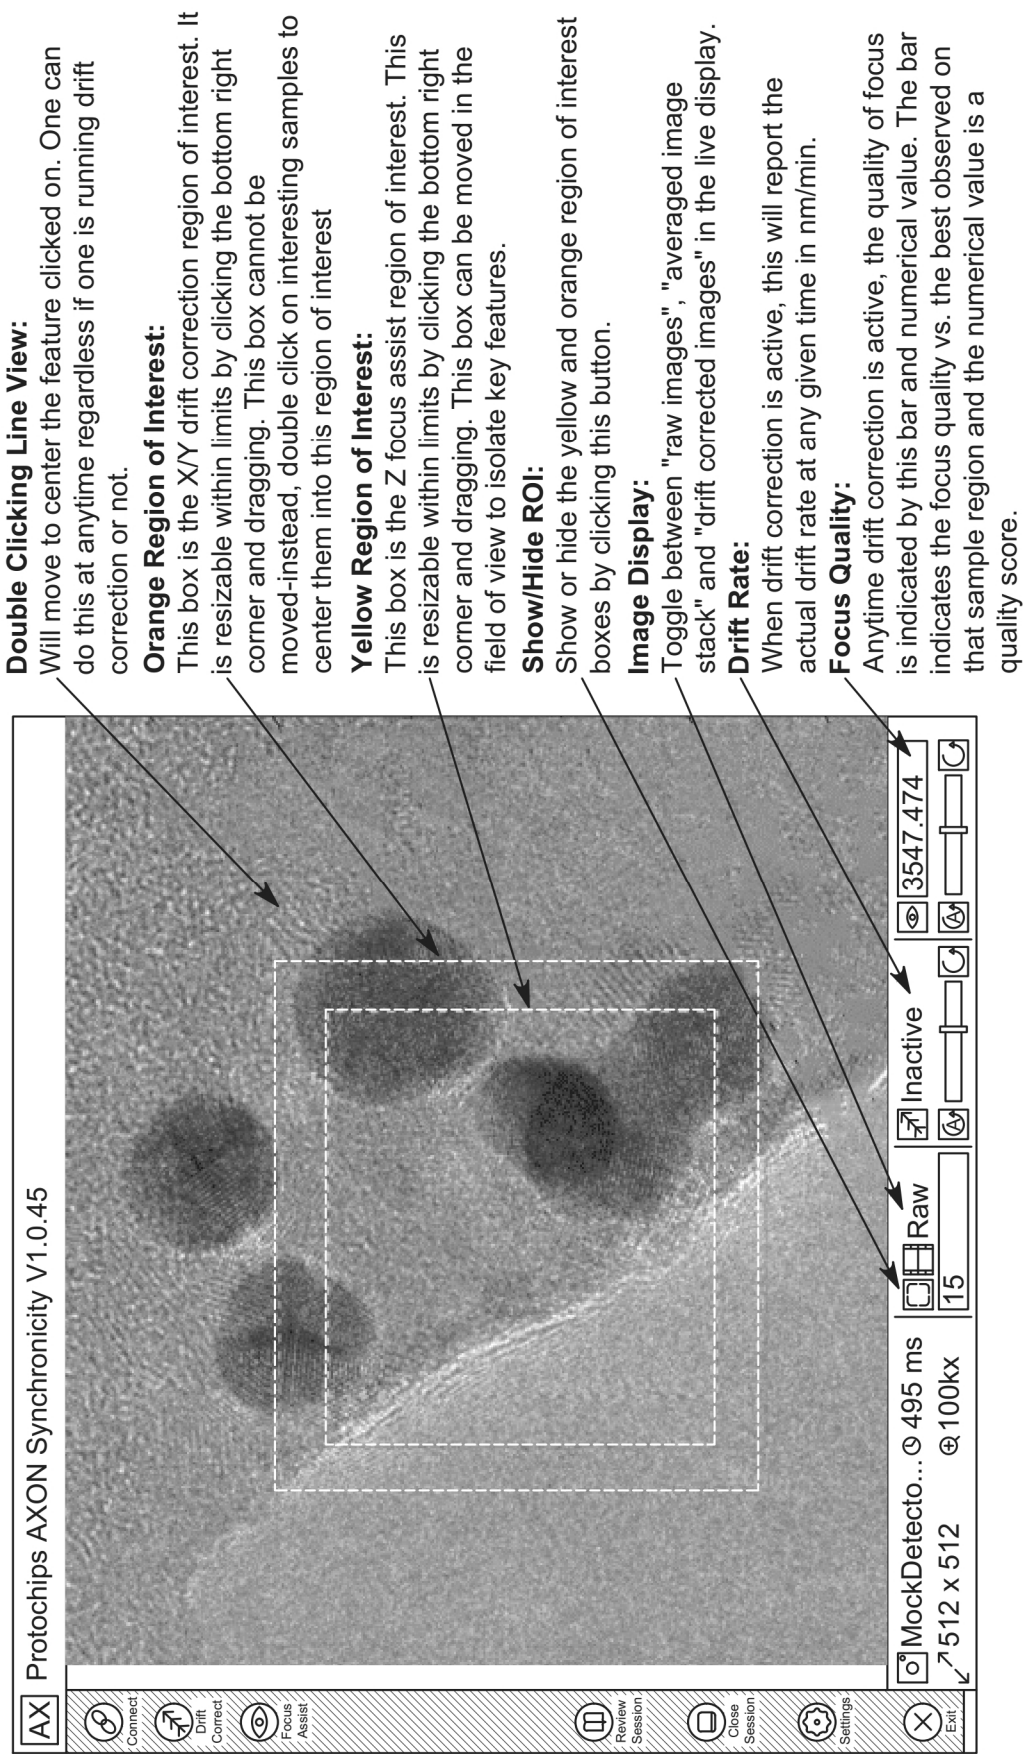 AX Protochips AXON Synchronicity V1.0.45
Connect
Drift
Correct
Focus
Assist
Review
Session
Close
Session
Settings
Exit
MockDetecto... 495 ms
512 x 512 100kx
Raw
15
Inactive
A
3547.474
A
Double Clicking Line View:
Will move to center the feature clicked on. One can
do this at anytime regardless if one is running drift
correction or not.
Orange Region of Interest:
This box is the X/Y drift correction region of interest. It
is resizable within limits by clicking the bottom right
corner and dragging. This box cannot be
moved-instead, double click on interesting samples to
center them into this region of interest
Yellow Region of Interest:
This box is the Z focus assist region of interest. This
is resizable within limits by clicking the bottom right
corner and dragging. This box can be moved in the
field of view to isolate key features.
Show/Hide ROI:
Show or hide the yellow and orange region of interest
boxes by clicking this button.
Image Display:
Toggle between "raw images", "averaged image
stack" and "drift corrected images" in the live display.
Drift Rate:
When drift correction is active, this will report the
actual drift rate at any given time in nm/min.
Focus Quality:
Anytime drift correction is active, the quality of focus
is indicated by this bar and numerical value. The bar
indicates the focus quality vs. the best observed on
that sample region and the numerical value is a
quality score.